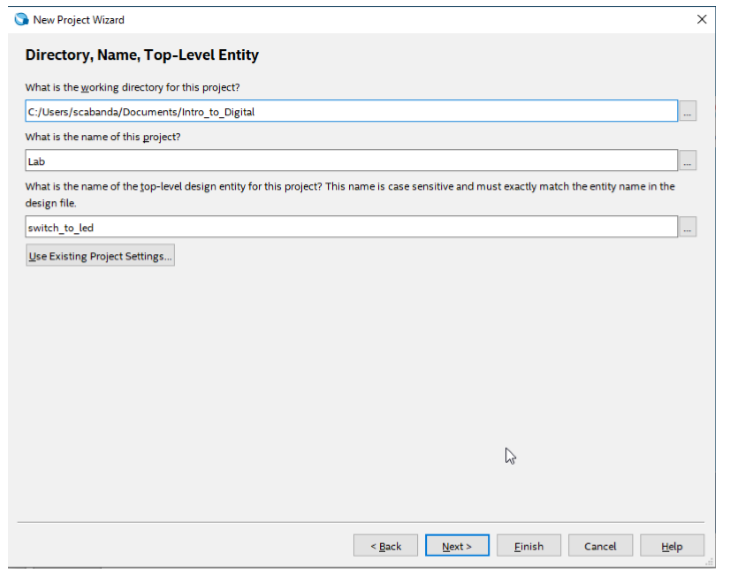 New Project Wizard
Directory, Name, Top-Level Entity
What is the working directory for this project?
C:/Users/scabanda/Documents/Intro_to_Digital
...
What is the name of this project?
Lab
...
What is the name of the top-level design entity for this project? This name is case sensitive and must exactly match the entity name in the
design file.
switch_to_led
...
Use Existing Project Settings...
< Back Next > Finish Cancel Help